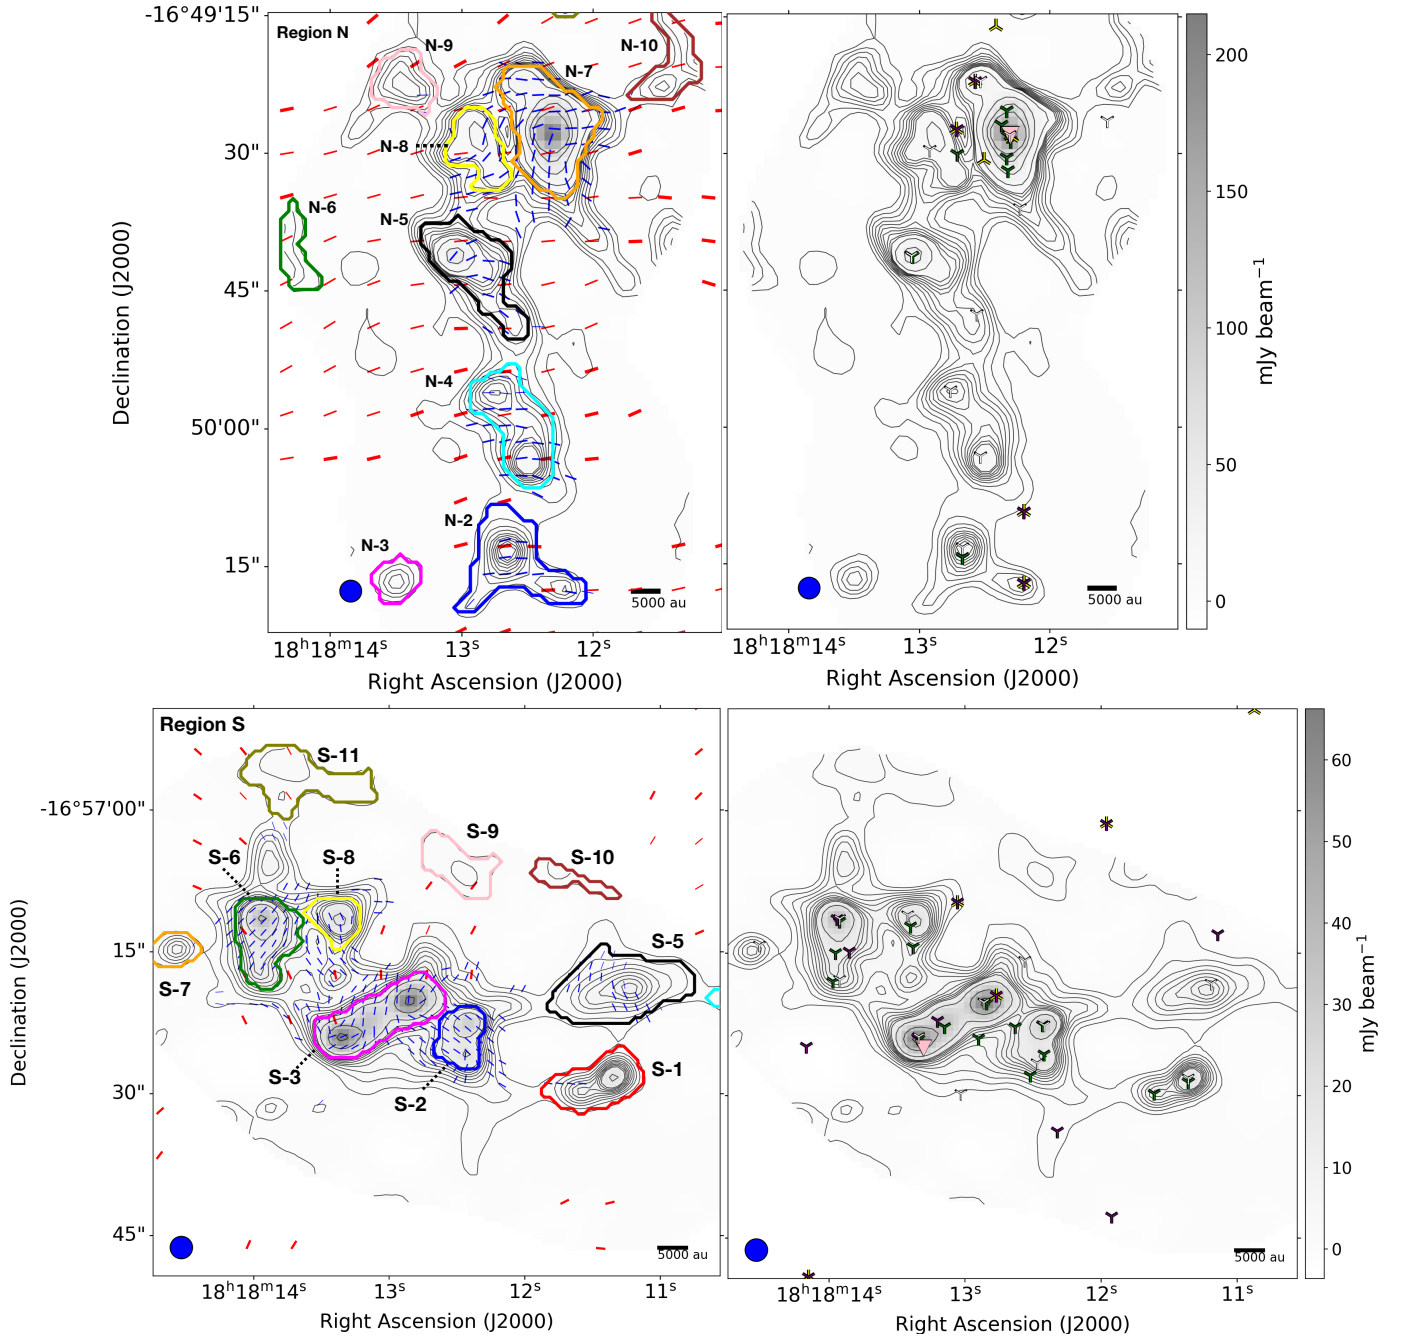 -16°49'15"
Region N
N-9
N-10
N-7
200
30"
N-8
150
N-6
N-5
Declination (J2000)
45"
mJy beam⁻¹
100
N-4
50'00"
50
N-2
N-3
15"
5000 au
5000 au
0
18ʰ18ᵐ14ˢ
13ˢ
12ˢ
18ʰ18ᵐ14ˢ
13ˢ
12ˢ
Right Ascension (J2000)
Right Ascension (J2000)
Region S
S-11
60
-16°57'00"
S-9
S-6
S-8
S-10
50
40
15"
S-5
S-7
Declination (J2000)
mJy beam⁻¹
30
S-3
S-1
30"
S-2
20
10
45"
5000 au
5000 au
0
18ʰ18ᵐ14ˢ
13ˢ
12ˢ
11ˢ
18ʰ18ᵐ14ˢ
13ˢ
12ˢ
11ˢ
Right Ascension (J2000)
Right Ascension (J2000)